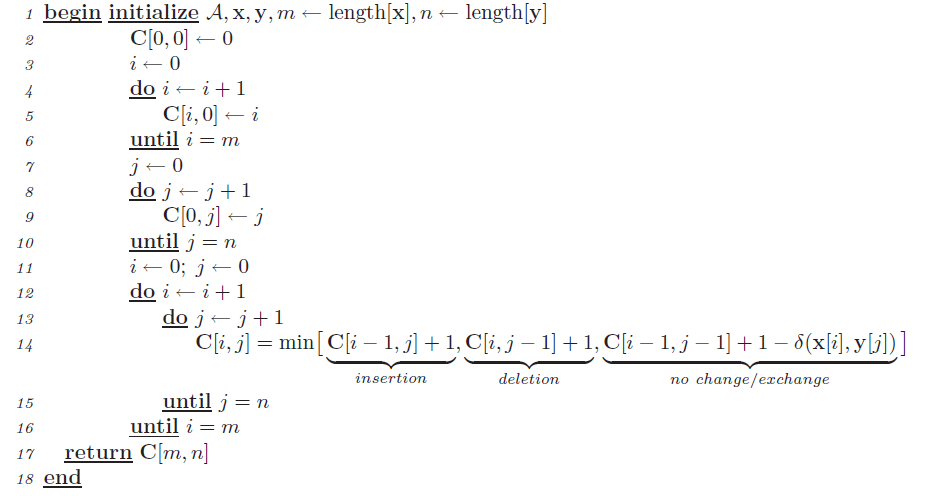 1 begin initialize 𝒜, x, y, m ← length[x], n ← length[y]
2 C[0, 0] ← 0
3 i ← 0
4 do i ← i + 1
5 C[i, 0] ← i
6 until i = m
7 j ← 0
8 do j ← j + 1
9 C[0, j] ← j
10 until j = n
11 i ← 0; j ← 0
12 do i ← i + 1
13 do j ← j + 1
14 C[i, j] = min[C[i − 1, j] + 1, C[i, j − 1] + 1, C[i − 1, j − 1] + 1 − δ(x[i], y[j])]
insertion deletion no change/exchange
15 until j = n
16 until i = m
17 return C[m, n]
18 end